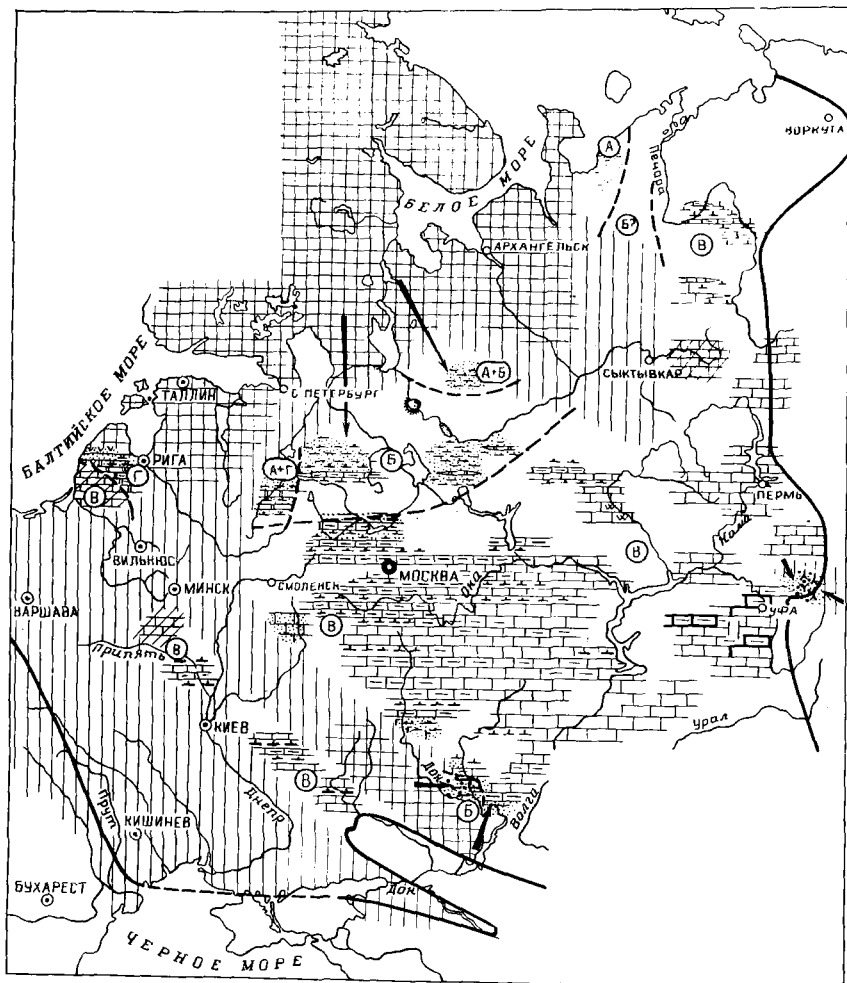 ВОРКУТА
А
Печора
БЕЛОЕ МОРЕ
Б?
В
АРХАНГЕЛЬСК
А+Б
СЫКТЫВКАР
БАЛТИЙСКОЕ МОРЕ
ТАЛЛИН
С. ПЕТЕРБУРГ
РИГА
Г
А+Г
Б
В
ПЕРМЬ
Кама
ВИЛЬНЮС
МОСКВА
Ока
В
МИНСК
СМОЛЕНСК
ВАРШАВА
УФА
В
Припять
В
Урал
КИЕВ
Дон
В
Днепр
Б
Волга
Прут
КИШИНЕВ
БУХАРЕСТ
Дон
ЧЕРНОЕ МОРЕ